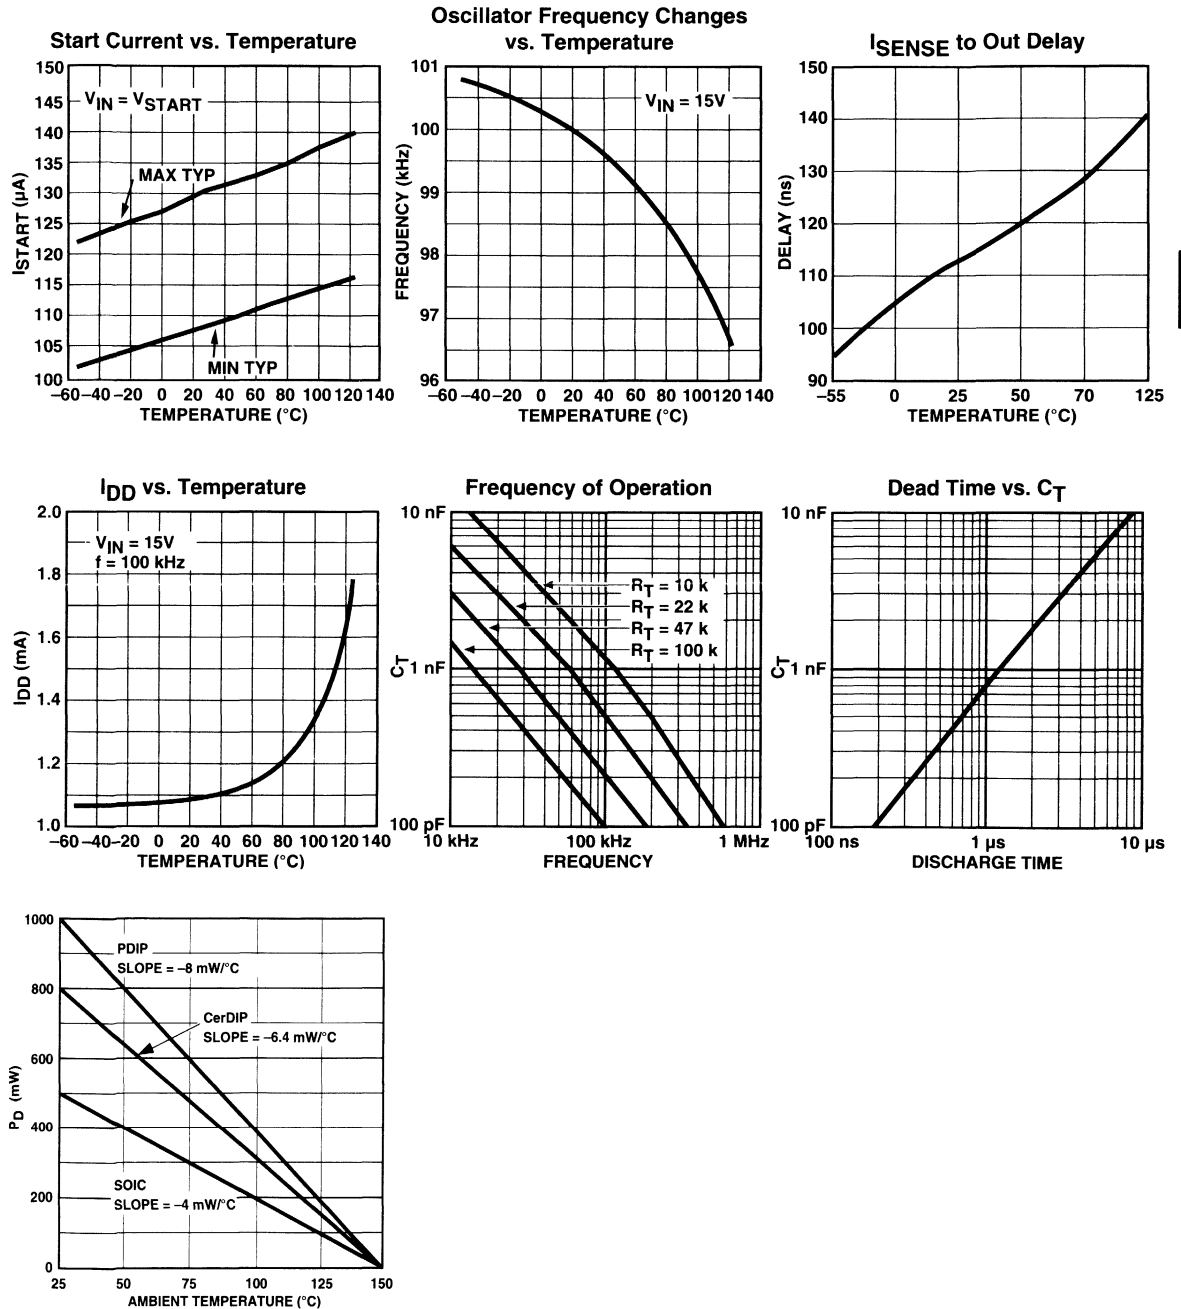 Start Current vs. Temperature
150
145
140
135
130
125
120
115
110
105
100
ISTART (µA)
VIN = VSTART
MAX TYP
MIN TYP
–60 –40 –20 0 20 40 60 80 100 120 140
TEMPERATURE (°C)
Oscillator Frequency Changes
vs. Temperature
101
100
99
98
97
96
FREQUENCY (kHz)
VIN = 15V
–60 –40 –20 0 20 40 60 80 100 120 140
TEMPERATURE (°C)
ISENSE to Out Delay
150
140
130
120
110
100
90
DELAY (ns)
–55 0 25 50 70 125
TEMPERATURE (°C)
IDD vs. Temperature
2.0
1.8
1.6
1.4
1.2
1.0
IDD (mA)
VIN = 15V
f = 100 kHz
–60 –40 –20 0 20 40 60 80 100 120 140
TEMPERATURE (°C)
Frequency of Operation
10 nF
CT 1 nF
100 pF
RT = 10 k
RT = 22 k
RT = 47 k
RT = 100 k
10 kHz 100 kHz 1 MHz
FREQUENCY
Dead Time vs. CT
10 nF
CT 1 nF
100 pF
100 ns 1 µs 10 µs
DISCHARGE TIME
1000
800
600
400
200
0
PD (mW)
PDIP
SLOPE = –8 mW/°C
CerDIP
SLOPE = –6.4 mW/°C
SOIC
SLOPE = –4 mW/°C
25 50 75 100 125 150
AMBIENT TEMPERATURE (°C)